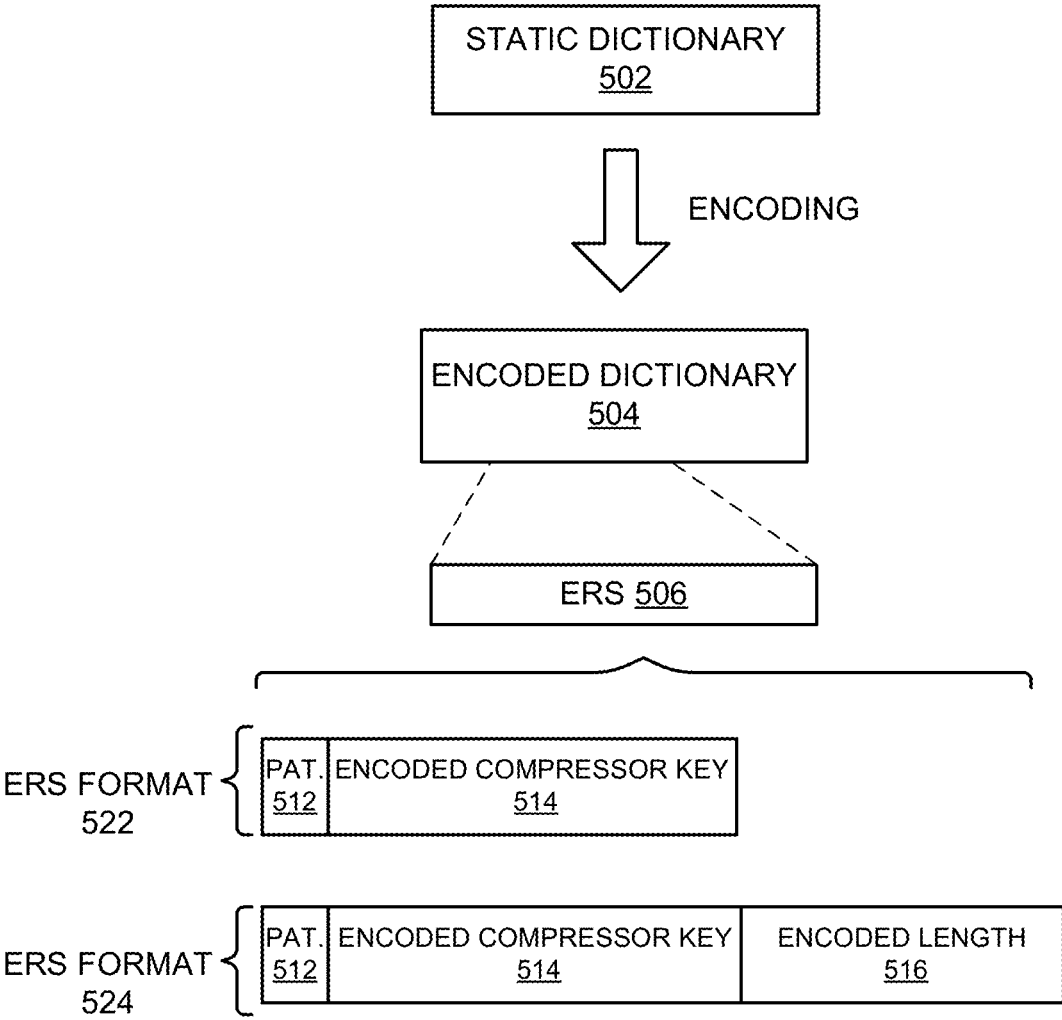 STATIC DICTIONARY
502
ENCODING
ENCODED DICTIONARY
504
ERS 506
ERS FORMAT
522
PAT.
512
ENCODED COMPRESSOR KEY
514
ERS FORMAT
524
PAT.
512
ENCODED COMPRESSOR KEY
514
ENCODED LENGTH
516